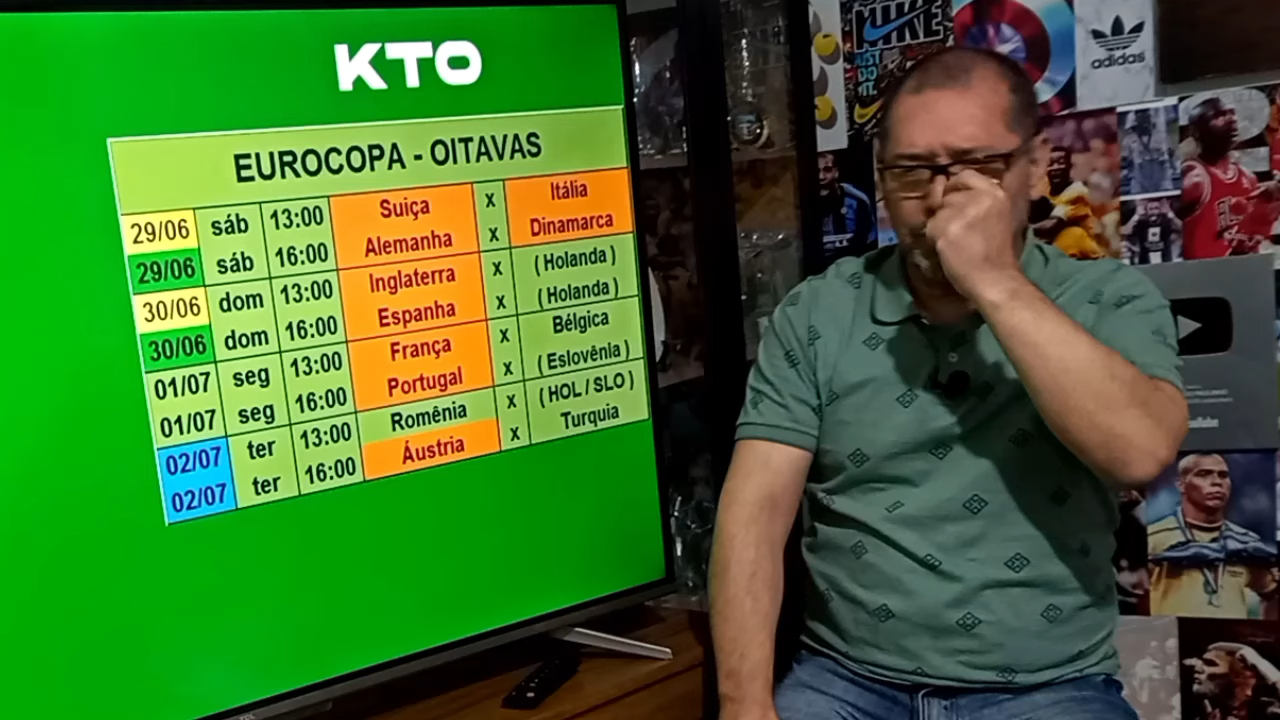 KTO
EUROCOPA - OITAVAS
29/06 sáb 13:00 Suiça x Itália
29/06 sáb 16:00 Alemanha x Dinamarca
30/06 dom 13:00 Inglaterra x ( Holanda )
30/06 dom 16:00 Espanha x ( Holanda )
01/07 seg 13:00 França x Bélgica
01/07 seg 16:00 Portugal x ( Eslovênia )
02/07 ter 13:00 Romênia x ( HOL / SLO )
02/07 ter 16:00 Áustria x Turquia
NIKE
JUST
DO
IT.
adidas